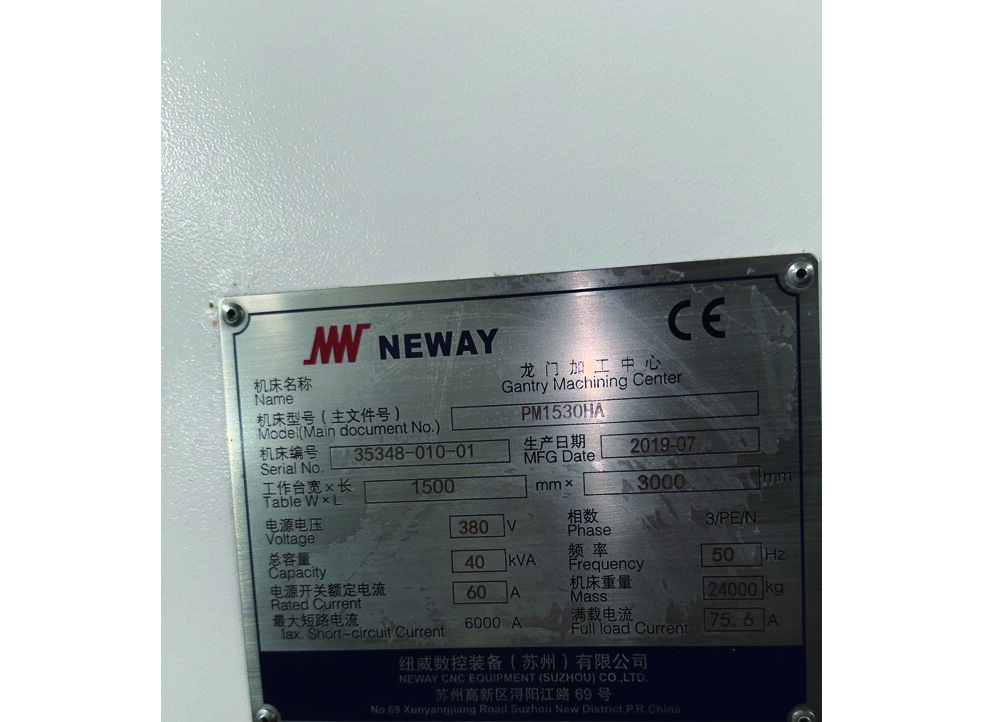 NEWAY CE
机床名称 龙门加工中心
Name Gantry Machining Center
机床型号(主文件号) PM1530HA
Model(Main document No.)
机床编号 35348-010-01 生产日期 2019-07
Serial No. MFG Date
工作台宽×长 1500 mm× 3000 mm
Table W×L
电源电压 380 V 相数 3/PE/N
Voltage Phase
总容量 40 kVA 频率 50 Hz
Capacity Frequency
电源开关额定电流 60 A 机床重量 24000 kg
Rated Current Mass
最大短路电流 6000 A 满载电流 75.6 A
ax. Short-circuit Current Full load Current
纽威数控装备(苏州)有限公司
NEWAY CNC EQUIPMENT (SUZHOU) CO.,LTD.
苏州高新区浔阳江路 69 号
No.69 Xunyangjiang Road.Suzhou New District,P.R.China